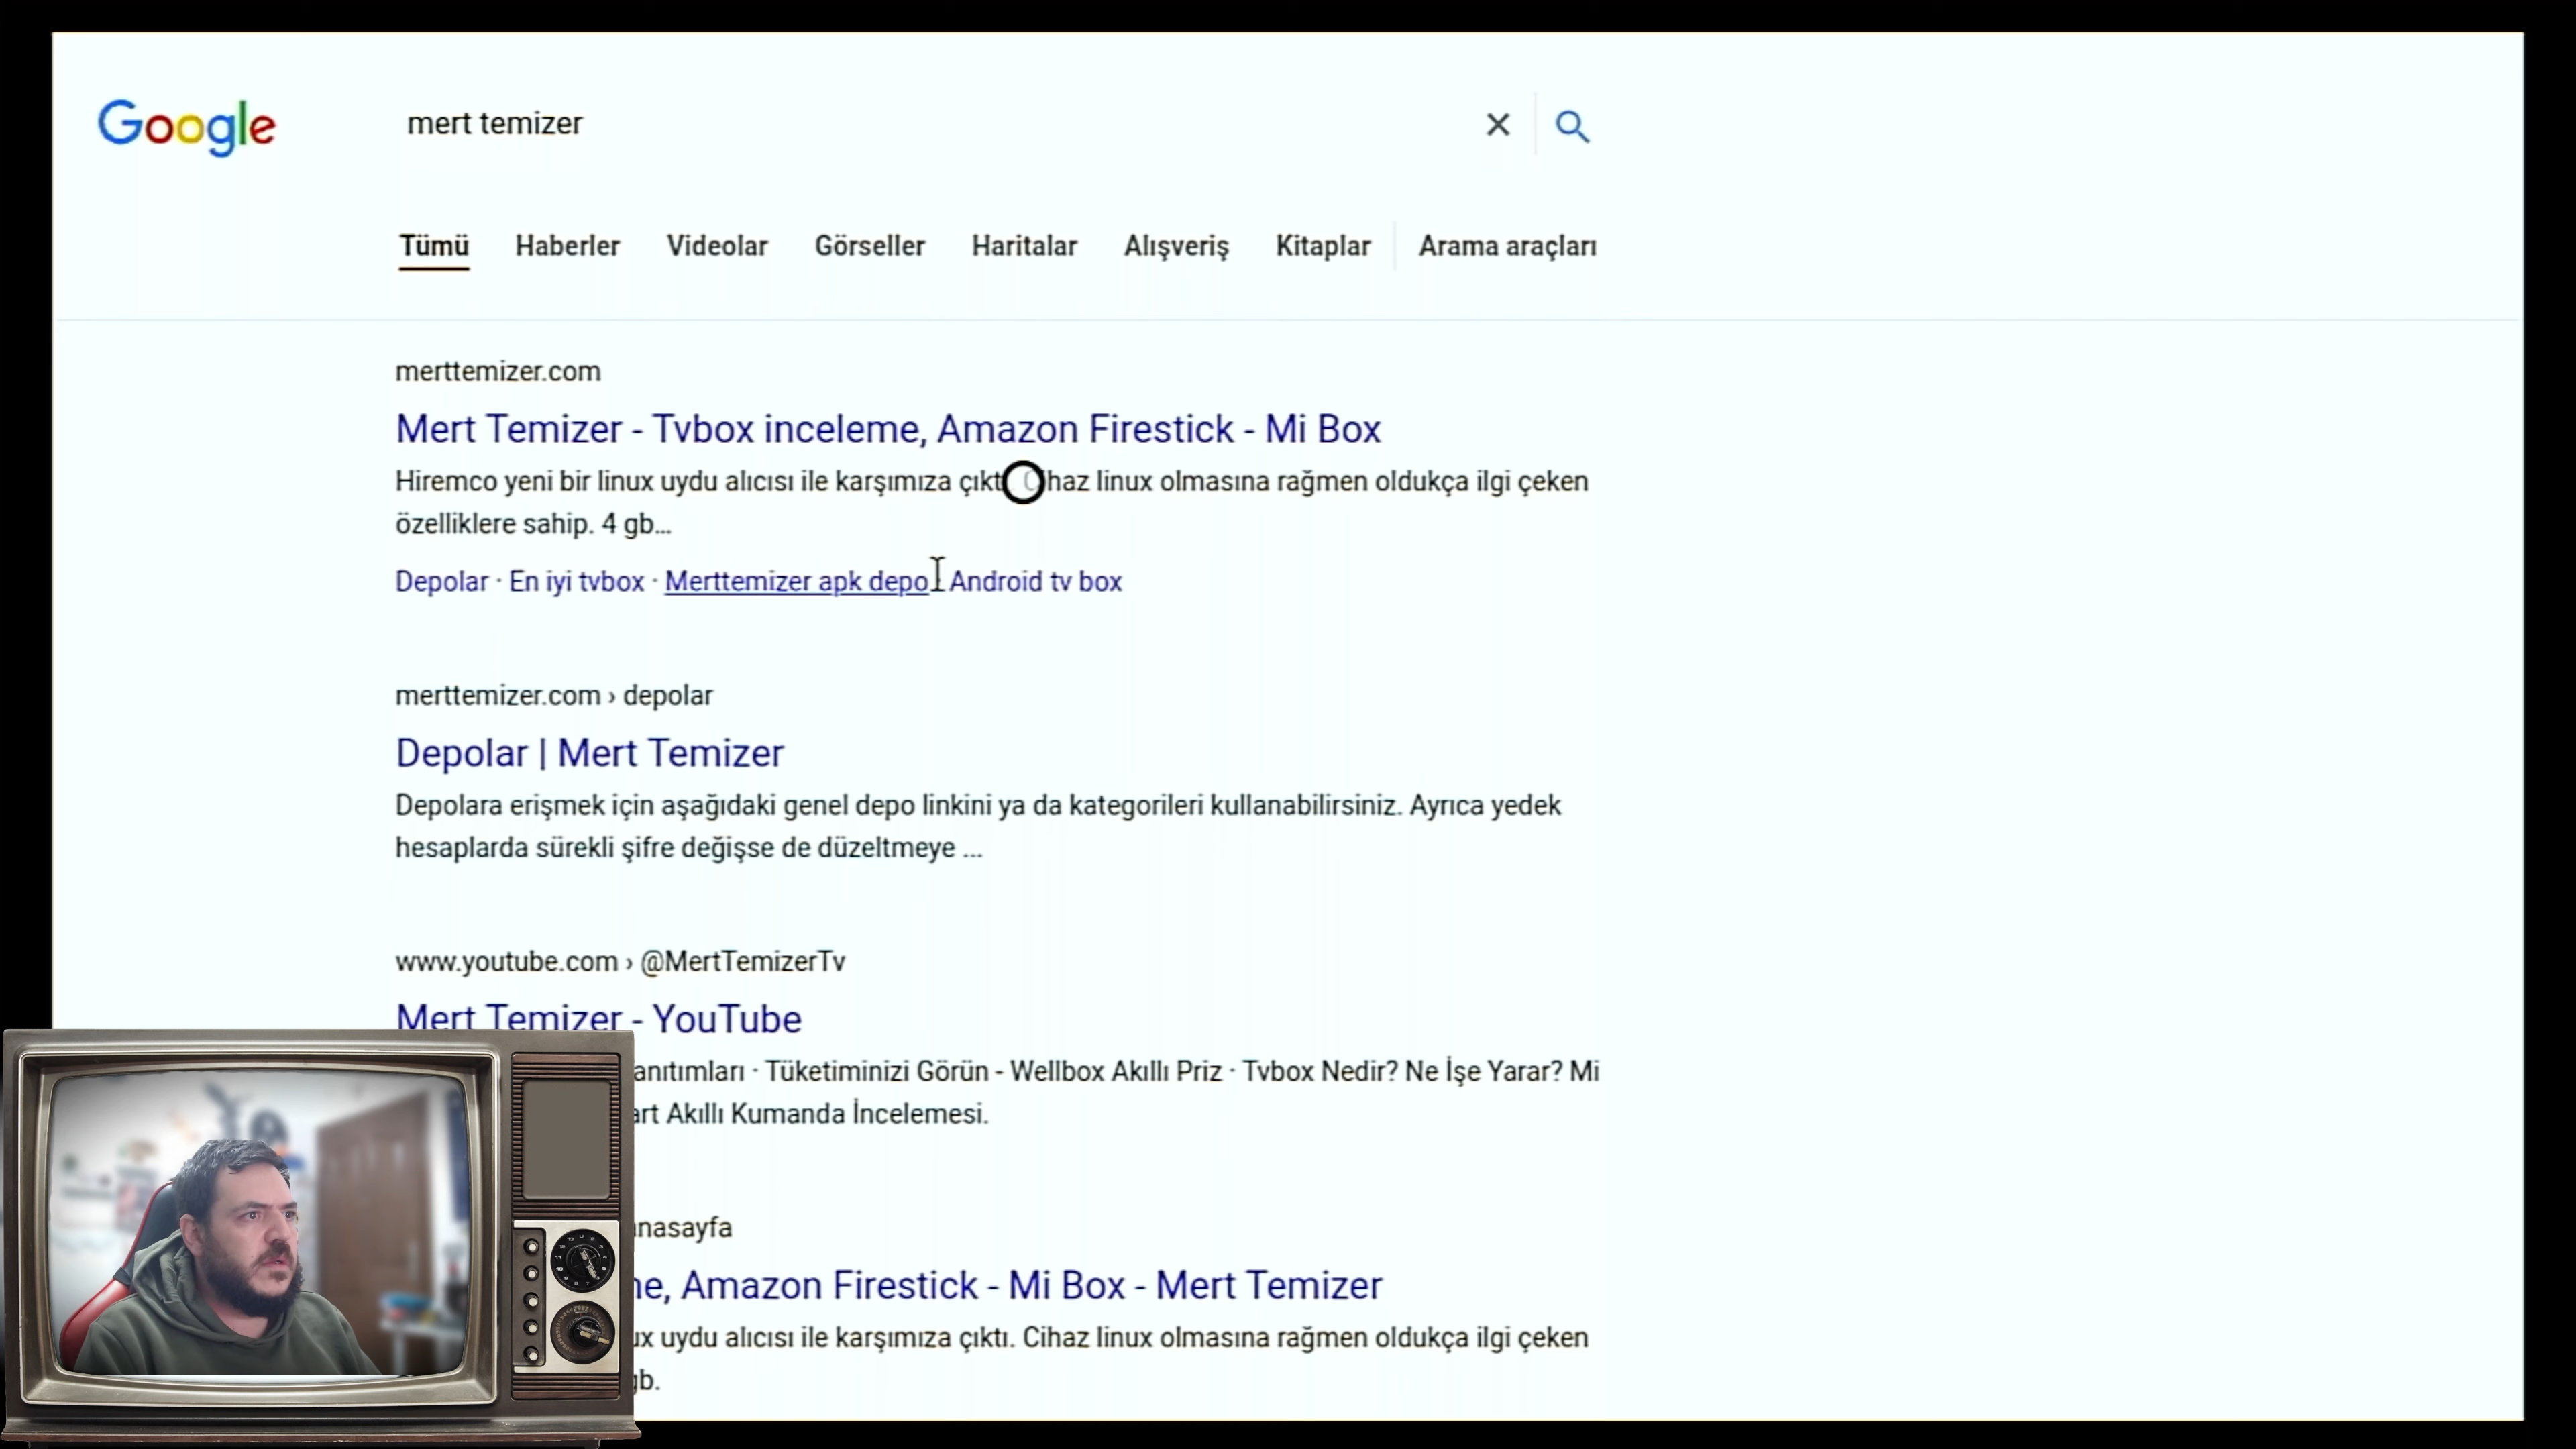 Google
mert temizer
Tümü Haberler Videolar Görseller Haritalar Alışveriş Kitaplar Arama araçları
merttemizer.com
Mert Temizer - Tvbox inceleme, Amazon Firestick - Mi Box
Hiremco yeni bir linux uydu alıcısı ile karşımıza çıkt Cihaz linux olmasına rağmen oldukça ilgi çeken
özelliklere sahip. 4 gb...
Depolar · En iyi tvbox · Merttemizer apk depo Android tv box
merttemizer.com › depolar
Depolar | Mert Temizer
Depolara erişmek için aşağıdaki genel depo linkini ya da kategorileri kullanabilirsiniz. Ayrıca yedek
hesaplarda sürekli şifre değişse de düzeltmeye ...
www.youtube.com › @MertTemizerTv
Mert Temizer - YouTube
anıtımları · Tüketiminizi Görün - Wellbox Akıllı Priz · Tvbox Nedir? Ne İşe Yarar? Mi
art Akıllı Kumanda İncelemesi.
nasayfa
ne, Amazon Firestick - Mi Box - Mert Temizer
ux uydu alıcısı ile karşımıza çıktı. Cihaz linux olmasına rağmen oldukça ilgi çeken
gb.